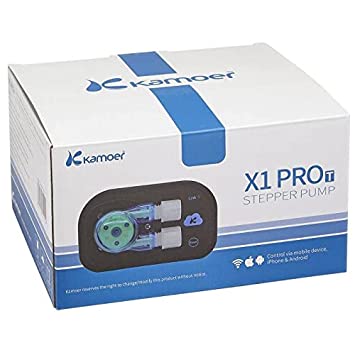 Kamoer
Kamoer
X1 PRO T
STEPPER PUMP
Control via mobile device,
iPhone & Android
Kamoer reserves the right to change/modify this product without notice.